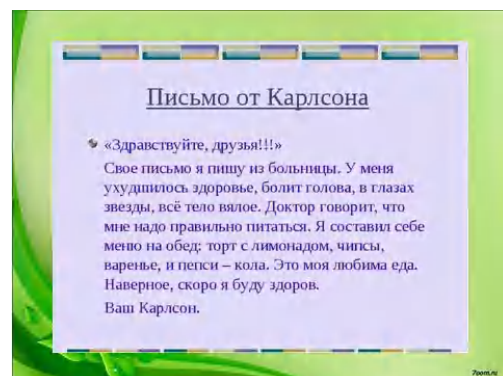 Письмо от Карлсона
«Здравствуйте, друзья!!!»
Свое письмо я пишу из больницы. У меня
ухудшилось здоровье, болит голова, в глазах
звезды, всё тело вялое. Доктор говорит, что
мне надо правильно питаться. Я составил себе
меню на обед: торт с лимонадом, чипсы,
варенье, и пепси – кола. Это моя любима еда.
Наверное, скоро я буду здоров.
Ваш Карлсон.
7oom.ru